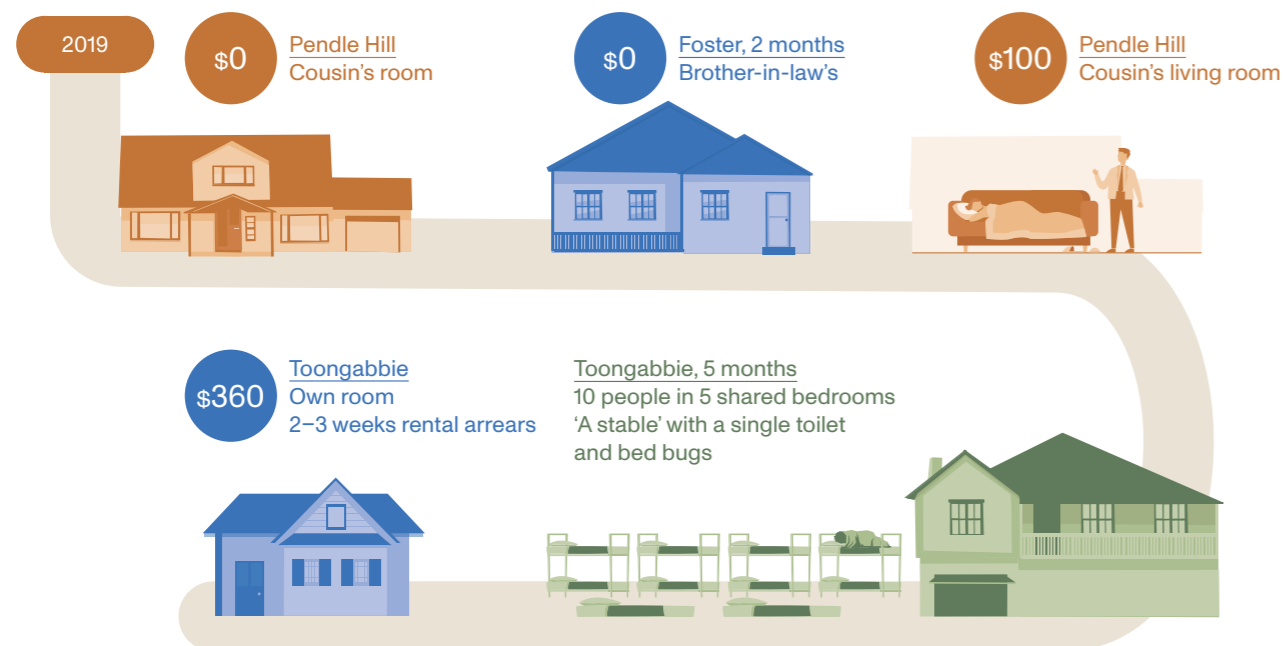 2019
$0
Pendle Hill
Cousin’s room
$0
Foster, 2 months
Brother-in-law’s
$100
Pendle Hill
Cousin’s living room
$360
Toongabbie
Own room
2–3 weeks rental arrears
Toongabbie, 5 months
10 people in 5 shared bedrooms
‘A stable’ with a single toilet
and bed bugs